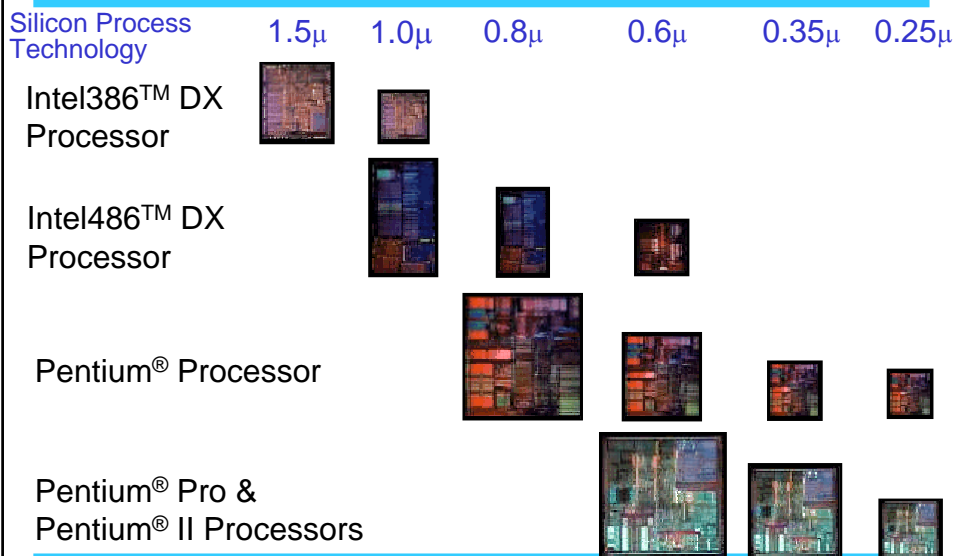 Silicon Process
Technology
1.5µ 1.0µ 0.8µ 0.6µ 0.35µ 0.25µ
Intel386™ DX
Processor
Intel486™ DX
Processor
Pentium® Processor
Pentium® Pro &
Pentium® II Processors